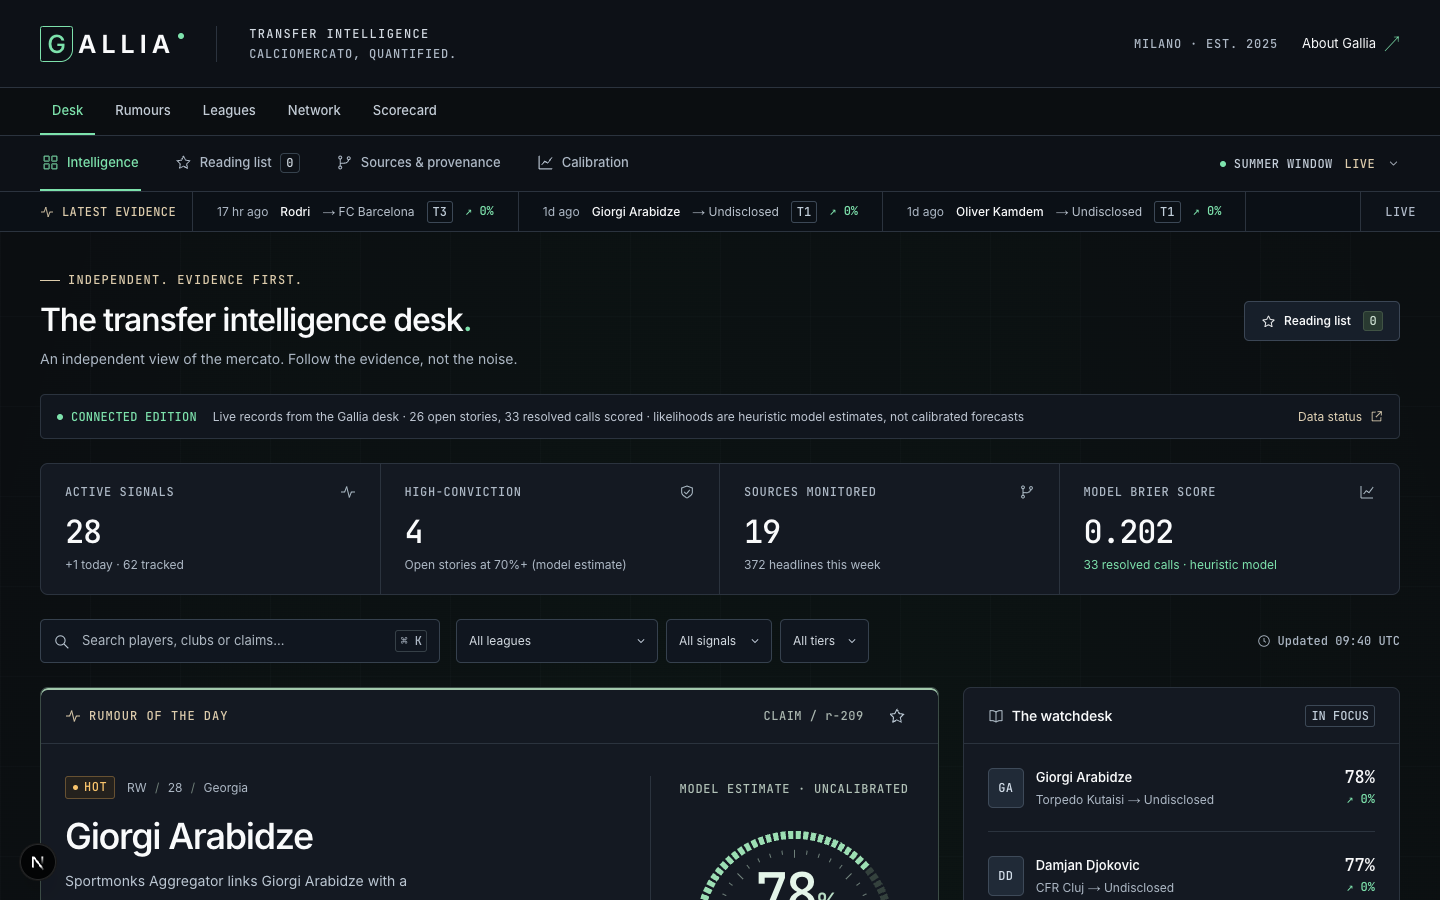 GALLIA
TRANSFER INTELLIGENCE
CALCIOMERCATO, QUANTIFIED.
MILANO · EST. 2025
About Gallia
Desk Rumours Leagues Network Scorecard
Intelligence Reading list 0 Sources & provenance Calibration
SUMMER WINDOW LIVE
LATEST EVIDENCE
17 hr ago Rodri → FC Barcelona T3 ↗ 0%
1d ago Giorgi Arabidze → Undisclosed T1 ↗ 0%
1d ago Oliver Kamdem → Undisclosed T1 ↗ 0%
LIVE
INDEPENDENT. EVIDENCE FIRST.
The transfer intelligence desk.
An independent view of the mercato. Follow the evidence, not the noise.
Reading list 0
CONNECTED EDITION Live records from the Gallia desk · 26 open stories, 33 resolved calls scored · likelihoods are heuristic model estimates, not calibrated forecasts
Data status
ACTIVE SIGNALS
28
+1 today · 62 tracked
HIGH-CONVICTION
4
Open stories at 70%+ (model estimate)
SOURCES MONITORED
19
372 headlines this week
MODEL BRIER SCORE
0.202
33 resolved calls · heuristic model
Search players, clubs or claims... ⌘ K
All leagues
All signals
All tiers
Updated 09:40 UTC
RUMOUR OF THE DAY
CLAIM / r-209
HOT RW / 28 / Georgia
Giorgi Arabidze
Sportmonks Aggregator links Giorgi Arabidze with a
MODEL ESTIMATE · UNCALIBRATED
78%
The watchdesk
IN FOCUS
GA
Giorgi Arabidze
Torpedo Kutaisi → Undisclosed
78%
↗ 0%
DD
Damjan Djokovic
CFR Cluj → Undisclosed
77%
↗ 0%
N